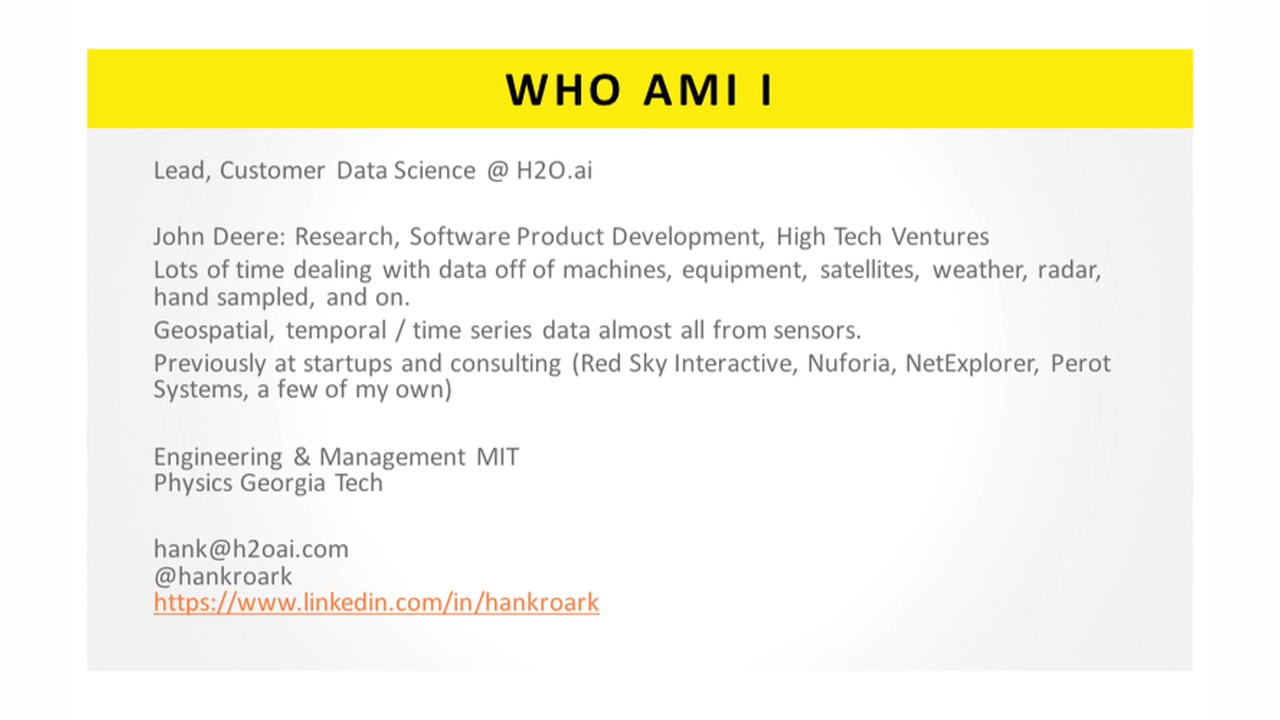 WHO AMI I
Lead, Customer Data Science @ H2O.ai
John Deere: Research, Software Product Development, High Tech Ventures
Lots of time dealing with data off of machines, equipment, satellites, weather, radar,
hand sampled, and on.
Geospatial, temporal / time series data almost all from sensors.
Previously at startups and consulting (Red Sky Interactive, Nuforia, NetExplorer, Perot
Systems, a few of my own)
Engineering & Management MIT
Physics Georgia Tech
hank@h2oai.com
@hankroark
https://www.linkedin.com/in/hankroark